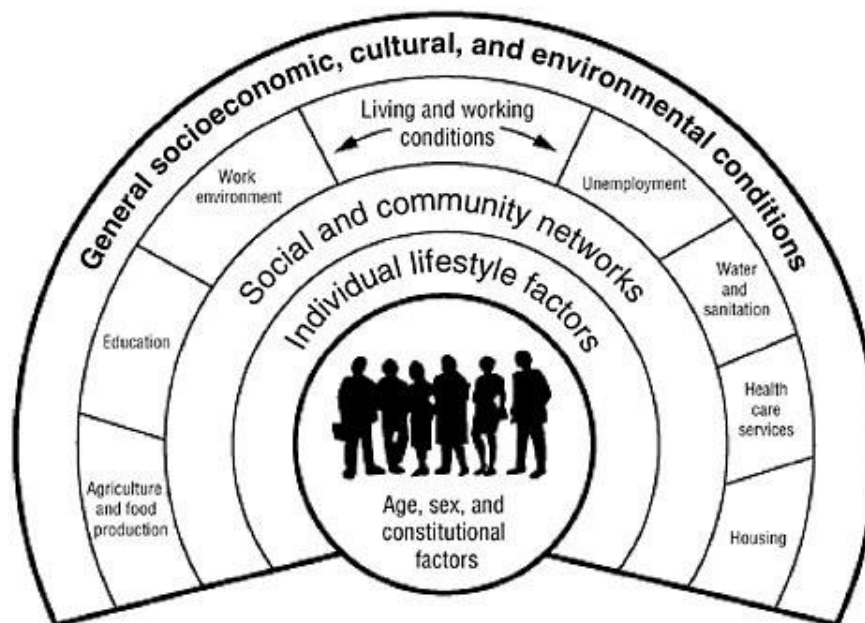 General socioeconomic, cultural, and environmental conditions
Living and working
conditions
Work
environment
Unemployment
Social and community networks
Individual lifestyle factors
Education
Water
and
sanitation
Health
care
services
Agriculture
and food
production
Housing
Age, sex, and
constitutional
factors